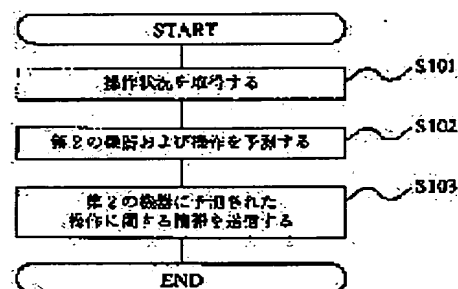 START
操作状況を取得する
S101
第2の機器および操作を予測する
S102
第2の機器に予測された
操作に関する情報を送信する
S103
END